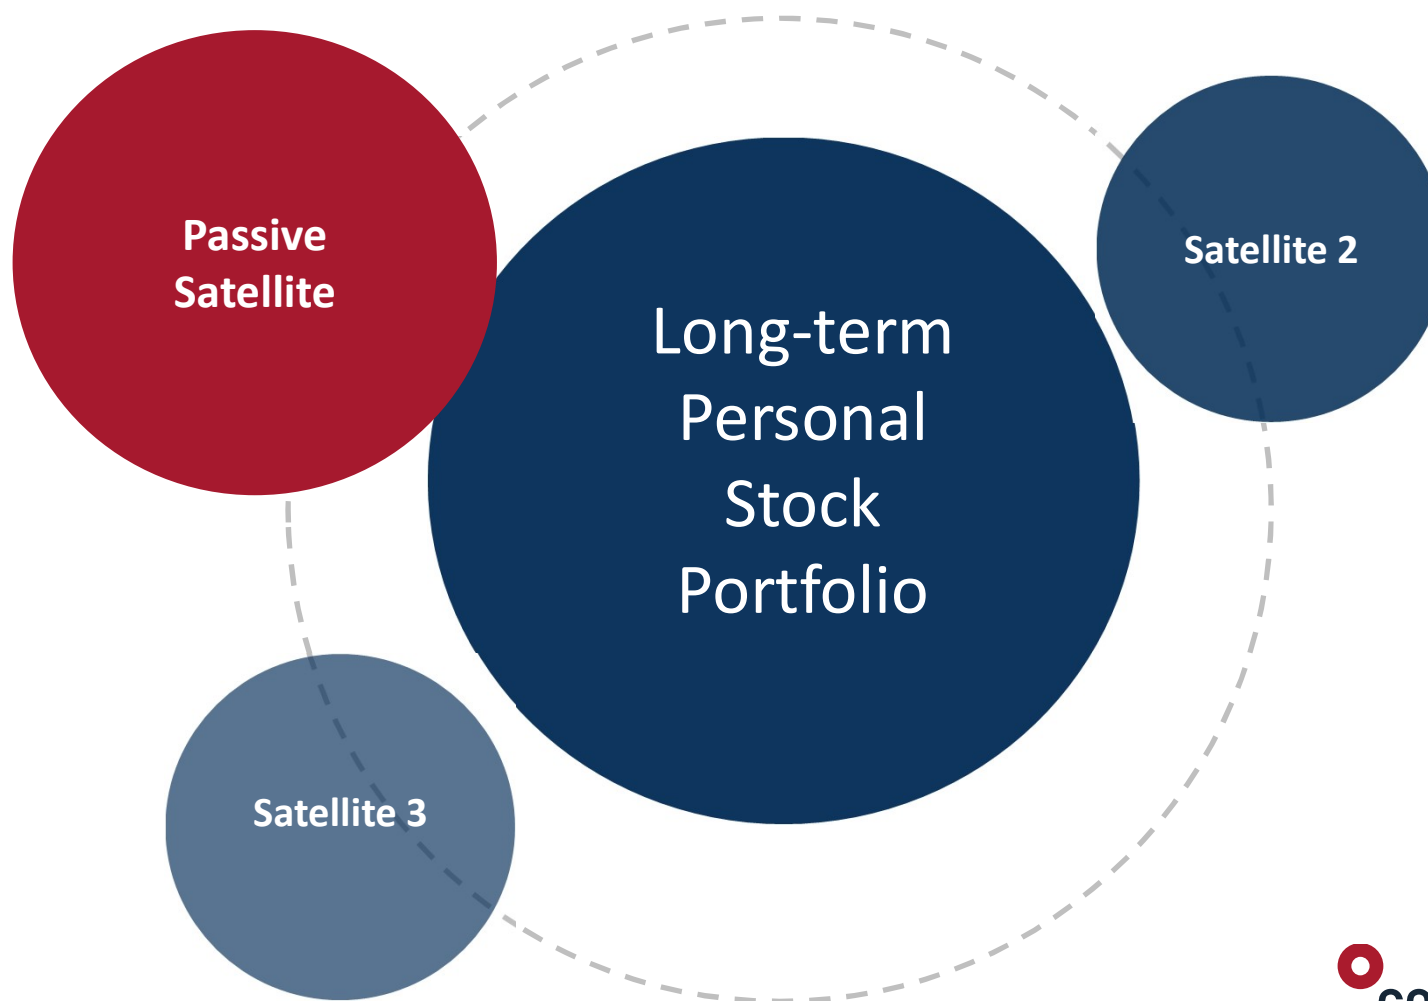 Passive
Satellite
Satellite 2
Long-term
Personal
Stock
Portfolio
Satellite 3